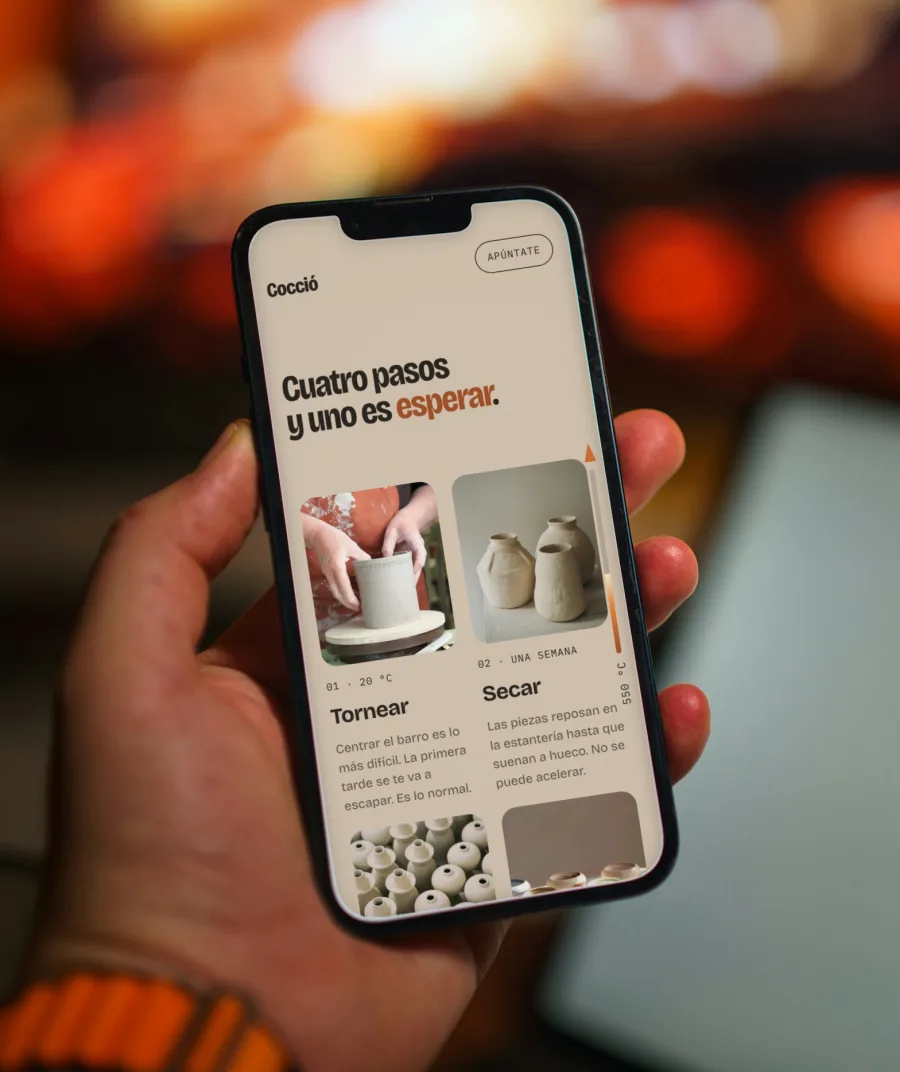 APÚNTATE
Cocció
Cuatro pasos
y uno es esperar.
01 · 20 °C
Tornear
Centrar el barro es lo
más difícil. La primera
tarde se te va a
escapar. Es lo normal.
02 · UNA SEMANA
Secar
Las piezas reposan en
la estantería hasta que
suenan a hueco. No se
puede acelerar.
550 °C